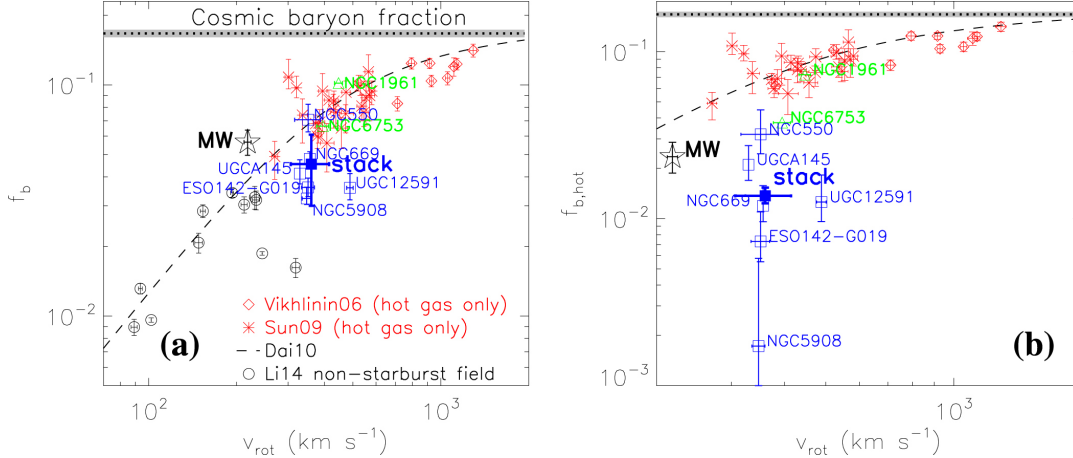 Cosmic baryon fraction
(a)
10⁻¹
10⁻²
f_b
NGC1961
NGC550
NGC6753
MW
NGC669
stack
UGCA145
ESO142-G019
UGC12591
NGC5908
Vikhlinin06 (hot gas only)
Sun09 (hot gas only)
Dai10
Li14 non-starburst field
10²
10³
v_rot (km s⁻¹)
(b)
10⁻¹
10⁻²
10⁻³
f_b,hot
NGC1961
NGC6753
NGC550
MW
UGCA145
stack
NGC669
UGC12591
ESO142-G019
NGC5908
10³
v_rot (km s⁻¹)